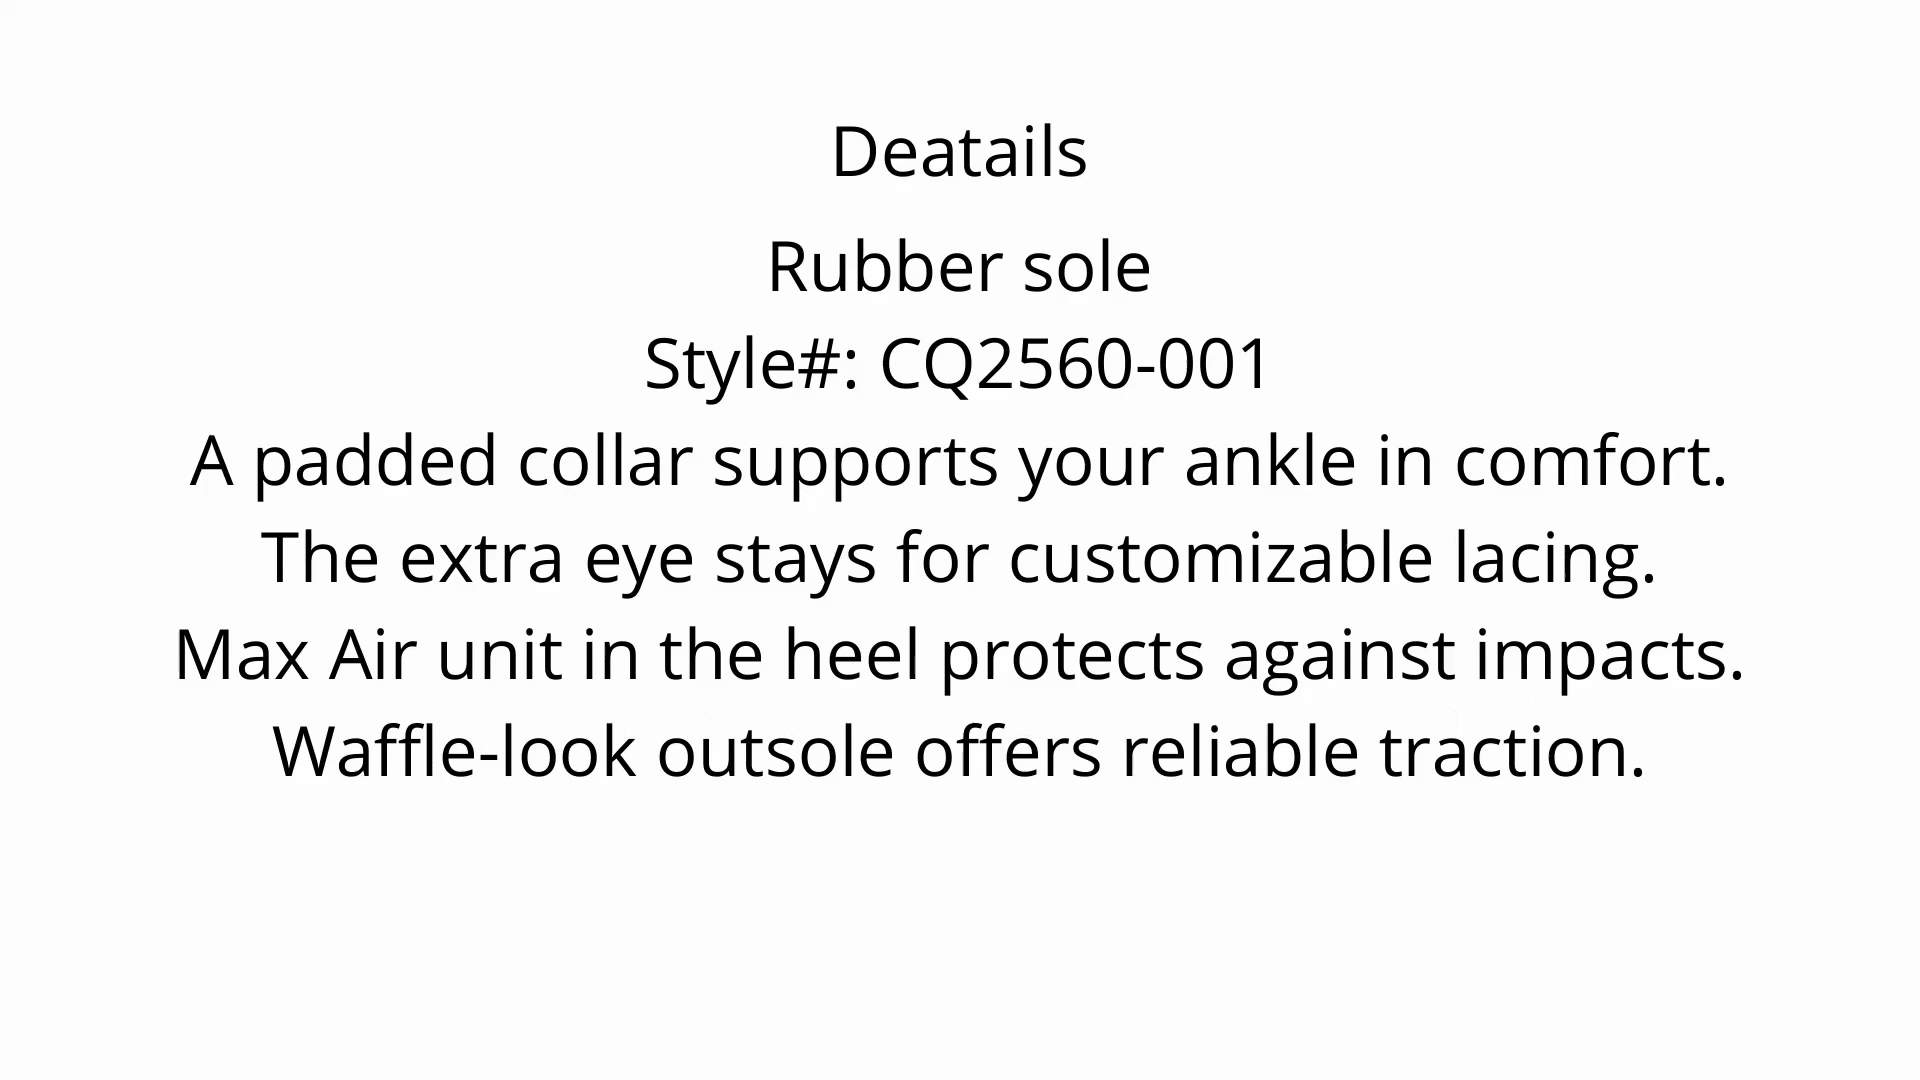 Deatails
Rubber sole
Style#: CQ2560-001
A padded collar supports your ankle in comfort.
The extra eye stays for customizable lacing.
Max Air unit in the heel protects against impacts.
Waffle-look outsole offers reliable traction.